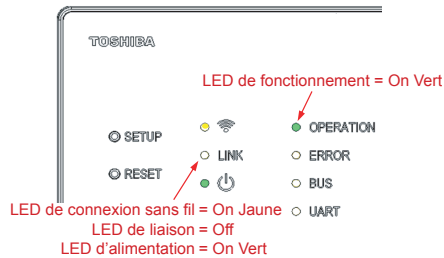 TOSHIBA
LED de fonctionnement = On Vert
SETUP
OPERATION
LINK
ERROR
RESET
BUS
LED de connexion sans fil = On Jaune
UART
LED de liaison = Off
LED d'alimentation = On Vert